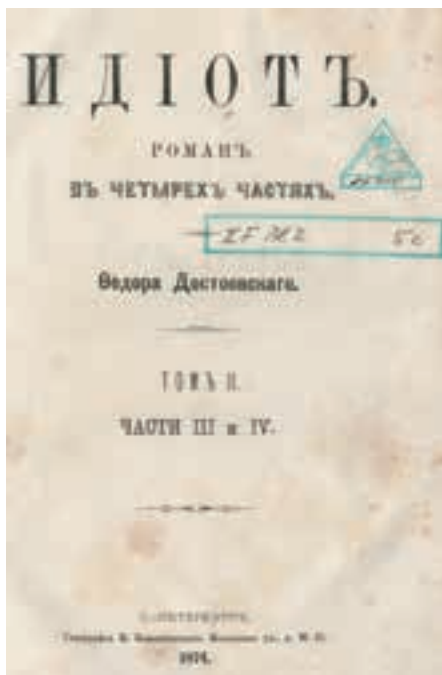 ИДІОТЪ.
РОМАНЪ
ВЪ ЧЕТЫРЕХЪ ЧАСТЯХЪ.
Ѳедора Достоевскаго.
ТОМЪ II.
ЧАСТИ III и IV.
С.-ПЕТЕРБУРГЪ.
1874.